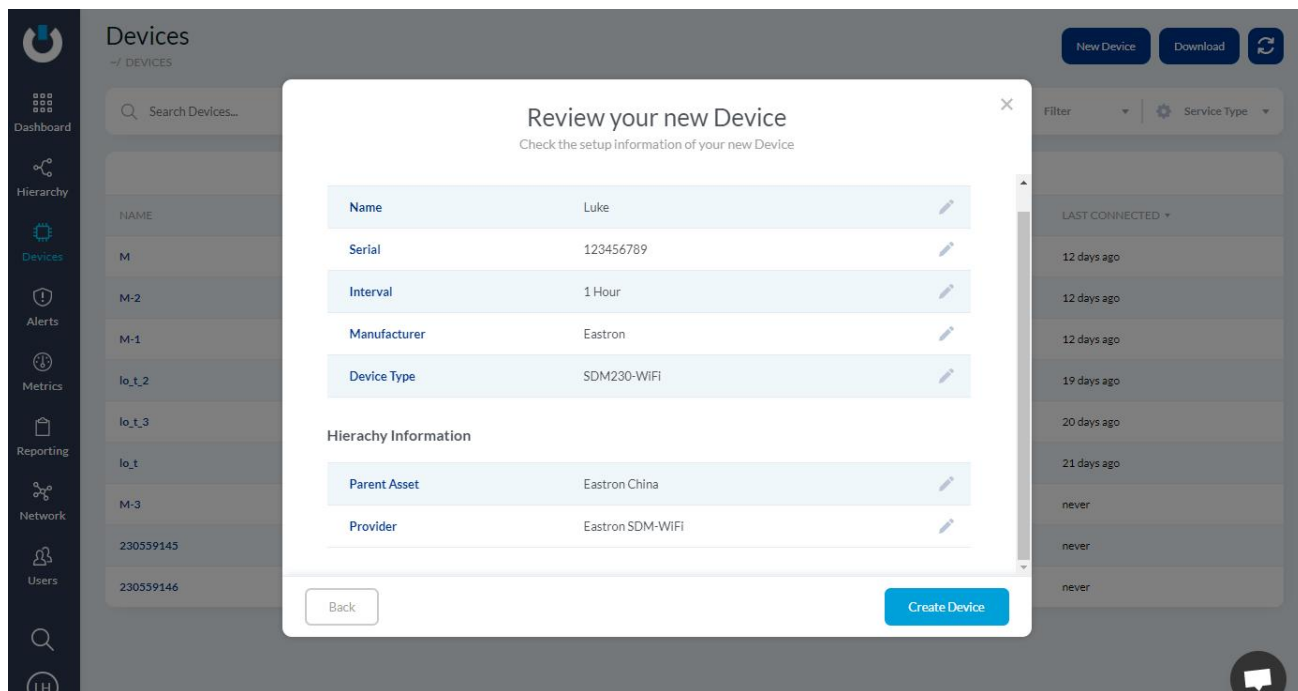 Devices
~/ DEVICES
New Device
Download
Dashboard
Hierarchy
Devices
Alerts
Metrics
Reporting
Network
Users
Search Devices...
Filter
Service Type
NAME
LAST CONNECTED
M
12 days ago
M-2
12 days ago
M-1
12 days ago
lo_t_2
19 days ago
lo_t_3
20 days ago
lo_t
21 days ago
M-3
never
230559145
never
230559146
never
Review your new Device
Check the setup information of your new Device
Name Luke
Serial 123456789
Interval 1 Hour
Manufacturer Eastron
Device Type SDM230-WiFi
Hierachy Information
Parent Asset Eastron China
Provider Eastron SDM-WiFi
Back
Create Device